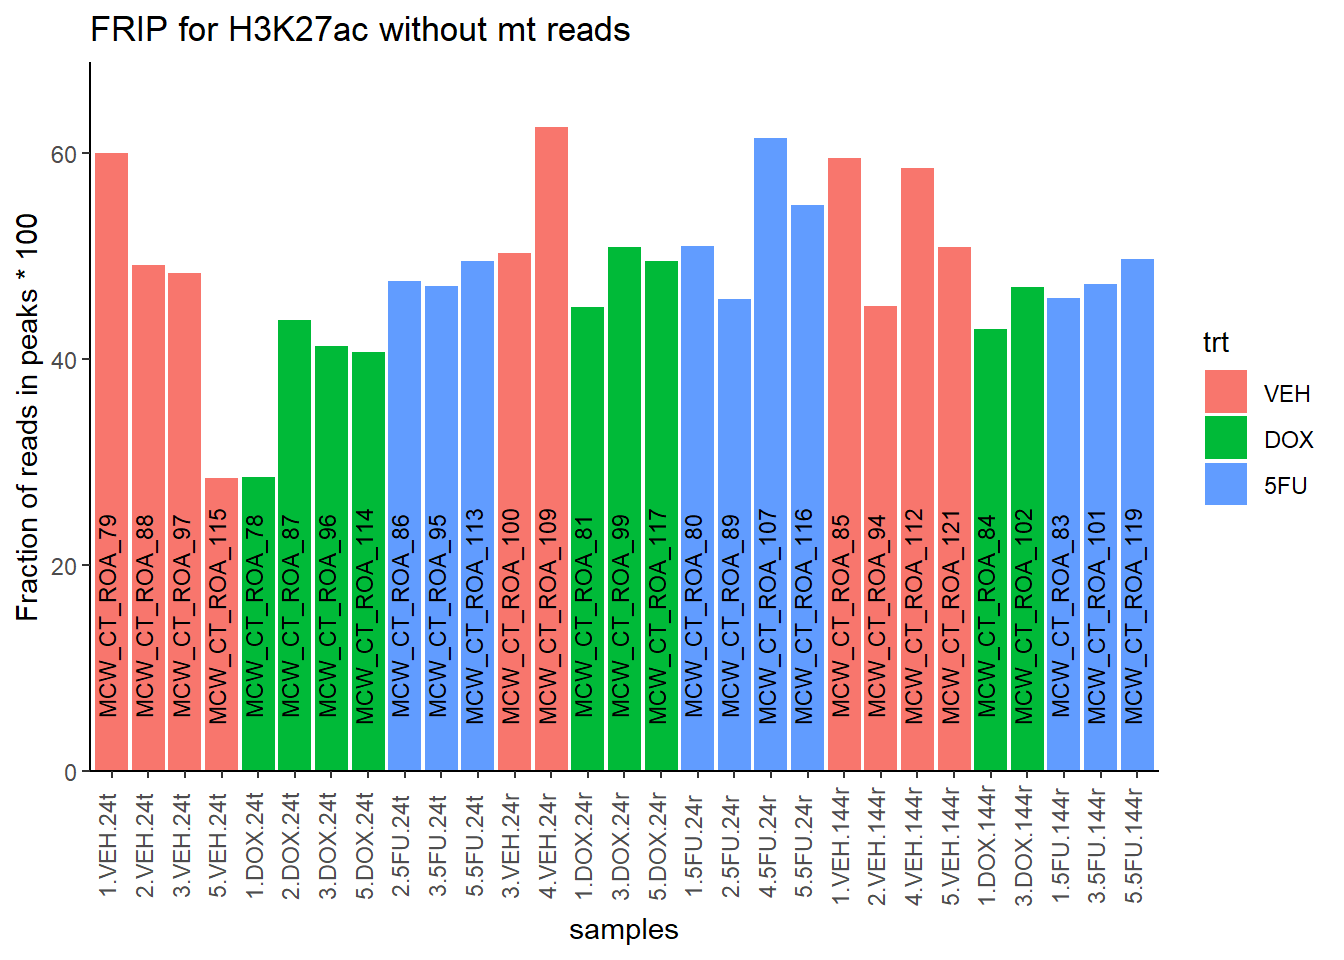 FRIP for H3K27ac without mt reads
Fraction of reads in peaks * 100
60
40
20
0
MCW_CT_ROA_79
MCW_CT_ROA_88
MCW_CT_ROA_97
MCW_CT_ROA_115
MCW_CT_ROA_78
MCW_CT_ROA_87
MCW_CT_ROA_96
MCW_CT_ROA_114
MCW_CT_ROA_86
MCW_CT_ROA_95
MCW_CT_ROA_113
MCW_CT_ROA_100
MCW_CT_ROA_109
MCW_CT_ROA_81
MCW_CT_ROA_99
MCW_CT_ROA_117
MCW_CT_ROA_80
MCW_CT_ROA_89
MCW_CT_ROA_107
MCW_CT_ROA_116
MCW_CT_ROA_85
MCW_CT_ROA_94
MCW_CT_ROA_112
MCW_CT_ROA_121
MCW_CT_ROA_84
MCW_CT_ROA_102
MCW_CT_ROA_83
MCW_CT_ROA_101
MCW_CT_ROA_119
1.VEH.24t
2.VEH.24t
3.VEH.24t
5.VEH.24t
1.DOX.24t
2.DOX.24t
3.DOX.24t
5.DOX.24t
2.5FU.24t
3.5FU.24t
5.5FU.24t
3.VEH.24r
4.VEH.24r
1.DOX.24r
3.DOX.24r
5.DOX.24r
1.5FU.24r
2.5FU.24r
4.5FU.24r
5.5FU.24r
1.VEH.144r
2.VEH.144r
4.VEH.144r
5.VEH.144r
1.DOX.144r
3.DOX.144r
1.5FU.144r
3.5FU.144r
5.5FU.144r
samples
trt
VEH
DOX
5FU